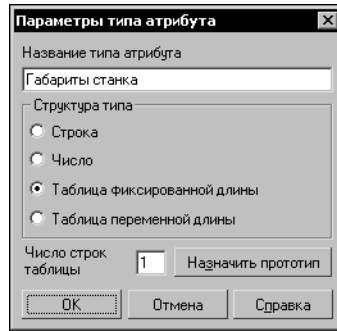 Параметры типа атрибута
Название типа атрибута
Габариты станка
Структура типа
Строка
Число
Таблица фиксированной длины
Таблица переменной длины
Число строк
таблицы
1
Назначить прототип
OK
Отмена
Справка